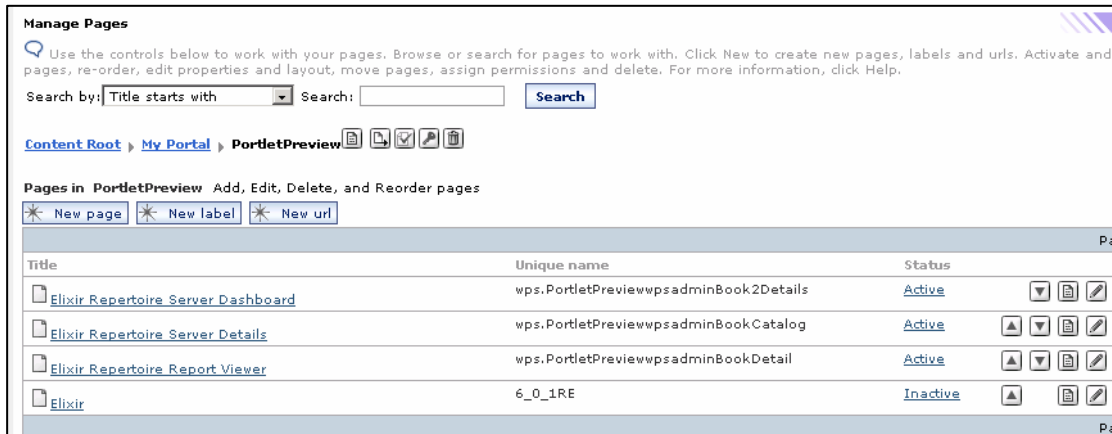 Manage Pages
Use the controls below to work with your pages. Browse or search for pages to work with. Click New to create new pages, labels and urls. Activate and
pages, re-order, edit properties and layout, move pages, assign permissions and delete. For more information, click Help.
Search by: Title starts with Search: Search
Content Root My Portal PortletPreview
Pages in PortletPreview Add, Edit, Delete, and Reorder pages
New page New label New url
Pa
Title Unique name Status
Elixir Repertoire Server Dashboard wps.PortletPreviewwpsadminBook2Details Active
Elixir Repertoire Server Details wps.PortletPreviewwpsadminBookCatalog Active
Elixir Repertoire Report Viewer wps.PortletPreviewwpsadminBookDetail Active
Elixir 6_0_1RE Inactive
Pa